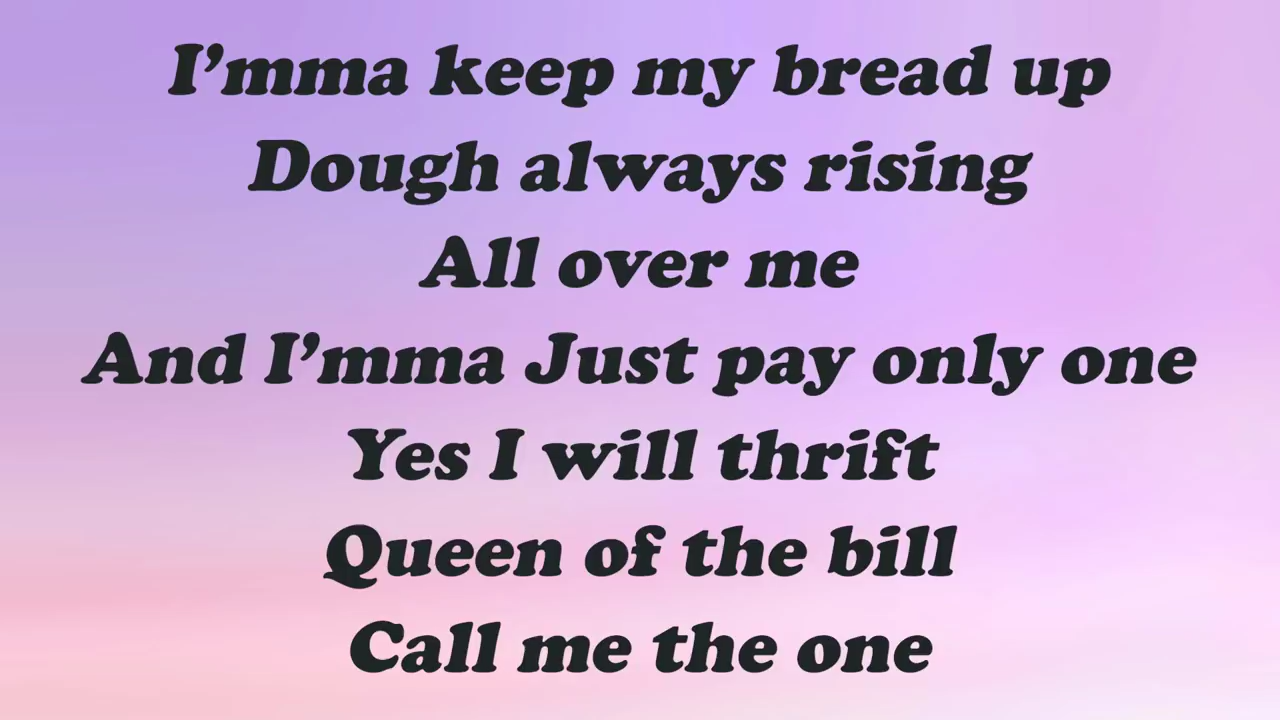 I’mma keep my bread up
Dough always rising
All over me
And I’mma Just pay only one
Yes I will thrift
Queen of the bill
Call me the one